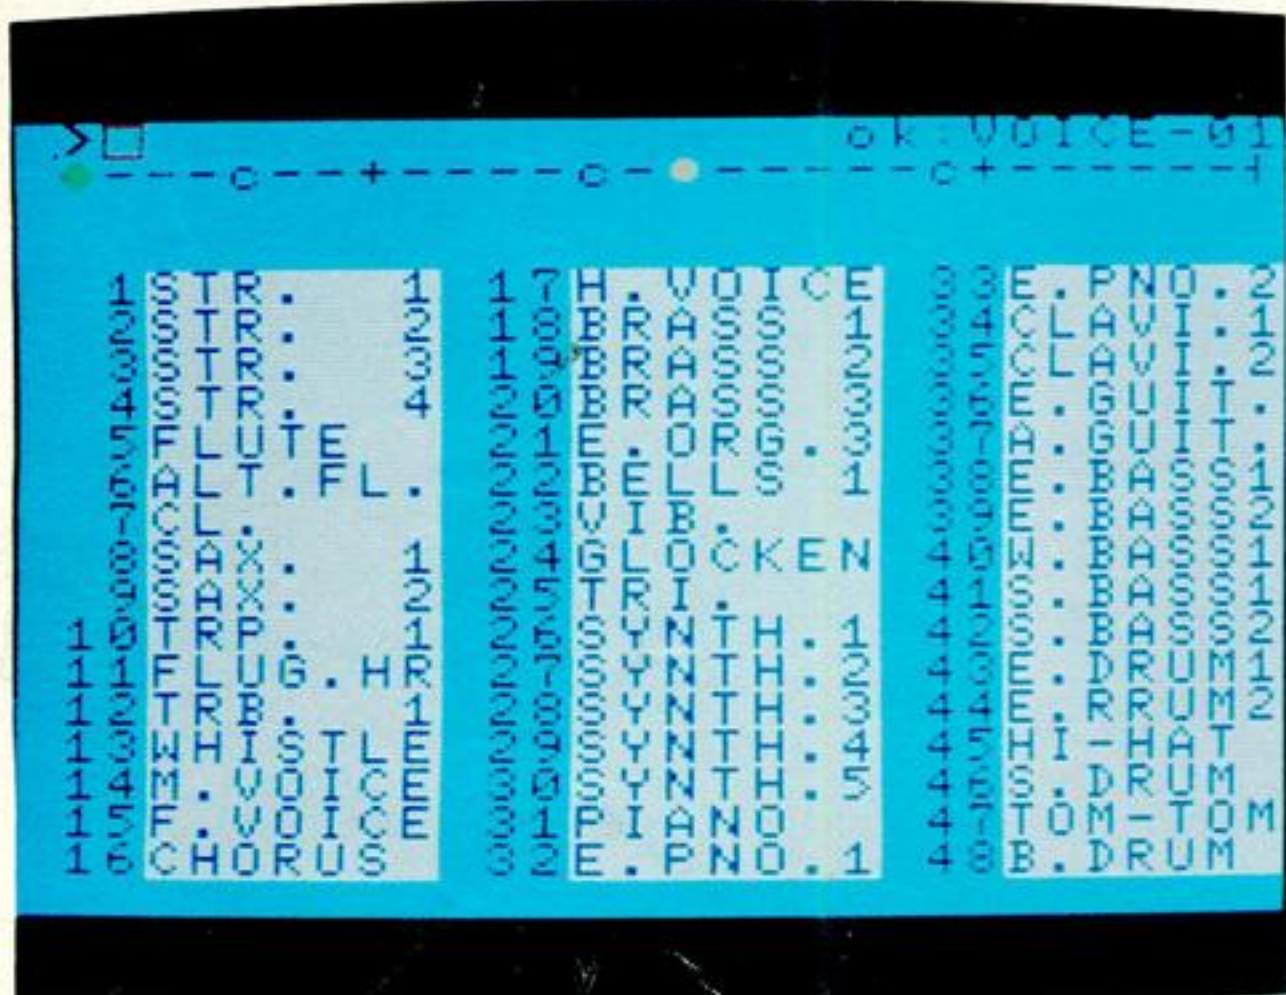 .>□ ok:VOICE-01
1 STR. 1
2 STR. 2
3 STR. 3
4 STR. 4
5 FLUTE
6 ALT.FL.
7 CL.
8 SAX. 1
9 SAX. 2
10 TRP. 1
11 FLUG.HR
12 TRB. 1
13 WHISTLE
14 M.VOICE
15 F.VOICE
16 CHORUS
17 H.VOICE
18 BRASS 1
19 BRASS 2
20 BRASS 3
21 E.ORG.3
22 BELLS 1
23 VIB.
24 GLOCKEN
25 TRI.
26 SYNTH.1
27 SYNTH.2
28 SYNTH.3
29 SYNTH.4
30 SYNTH.5
31 PIANO
32 E.PNO.1
33 E.PNO.2
34 CLAVI.1
35 CLAVI.2
36 E.GUIT.
37 A.GUIT.
38 E.BASS1
39 E.BASS2
40 W.BASS1
41 S.BASS1
42 S.BASS2
43 E.DRUM1
44 E.RRUM2
45 HI-HAT
46 S.DRUM
47 TOM-TOM
48 B.DRUM